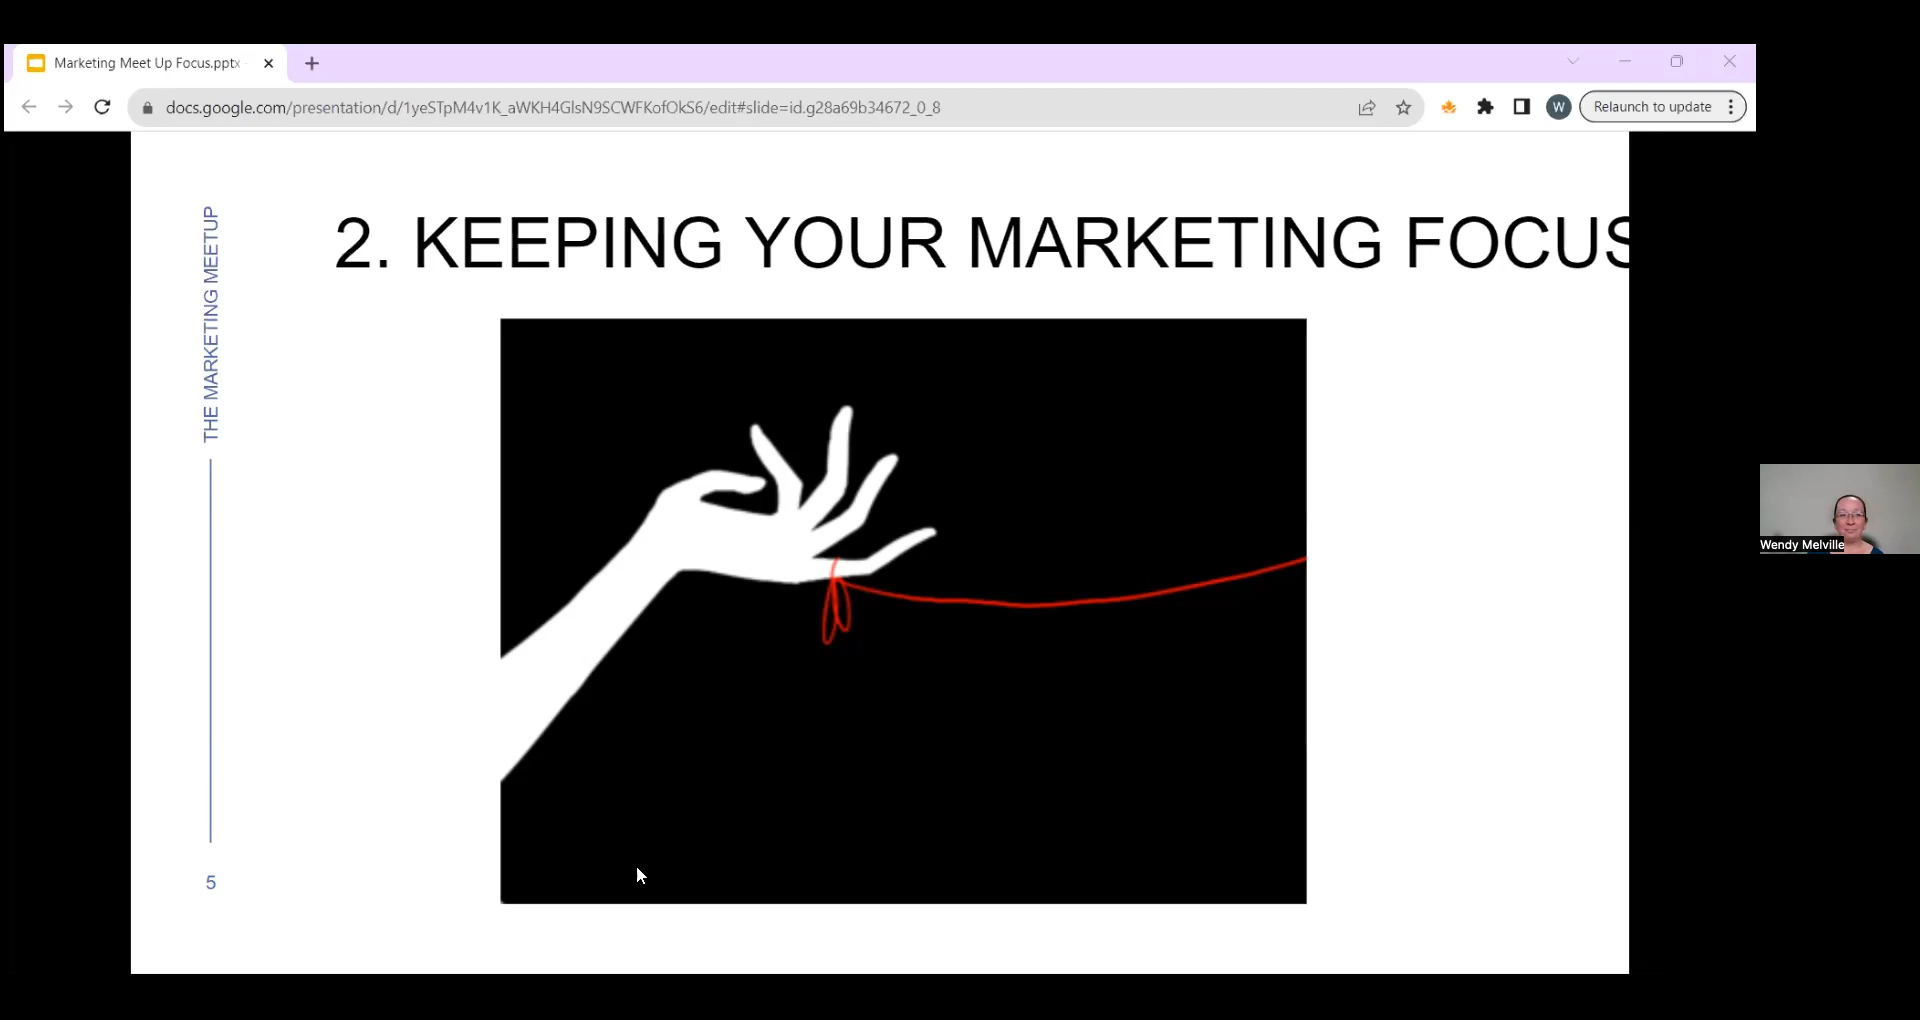 Marketing Meet Up Focus.pptx
docs.google.com/presentation/d/1yeSTpM4v1K_aWKH4GlsN9SCWFKofOkS6/edit#slide=id.g28a69b34672_0_8
W
Relaunch to update
THE MARKETING MEETUP
2. KEEPING YOUR MARKETING FOCUS
Wendy Melville
5